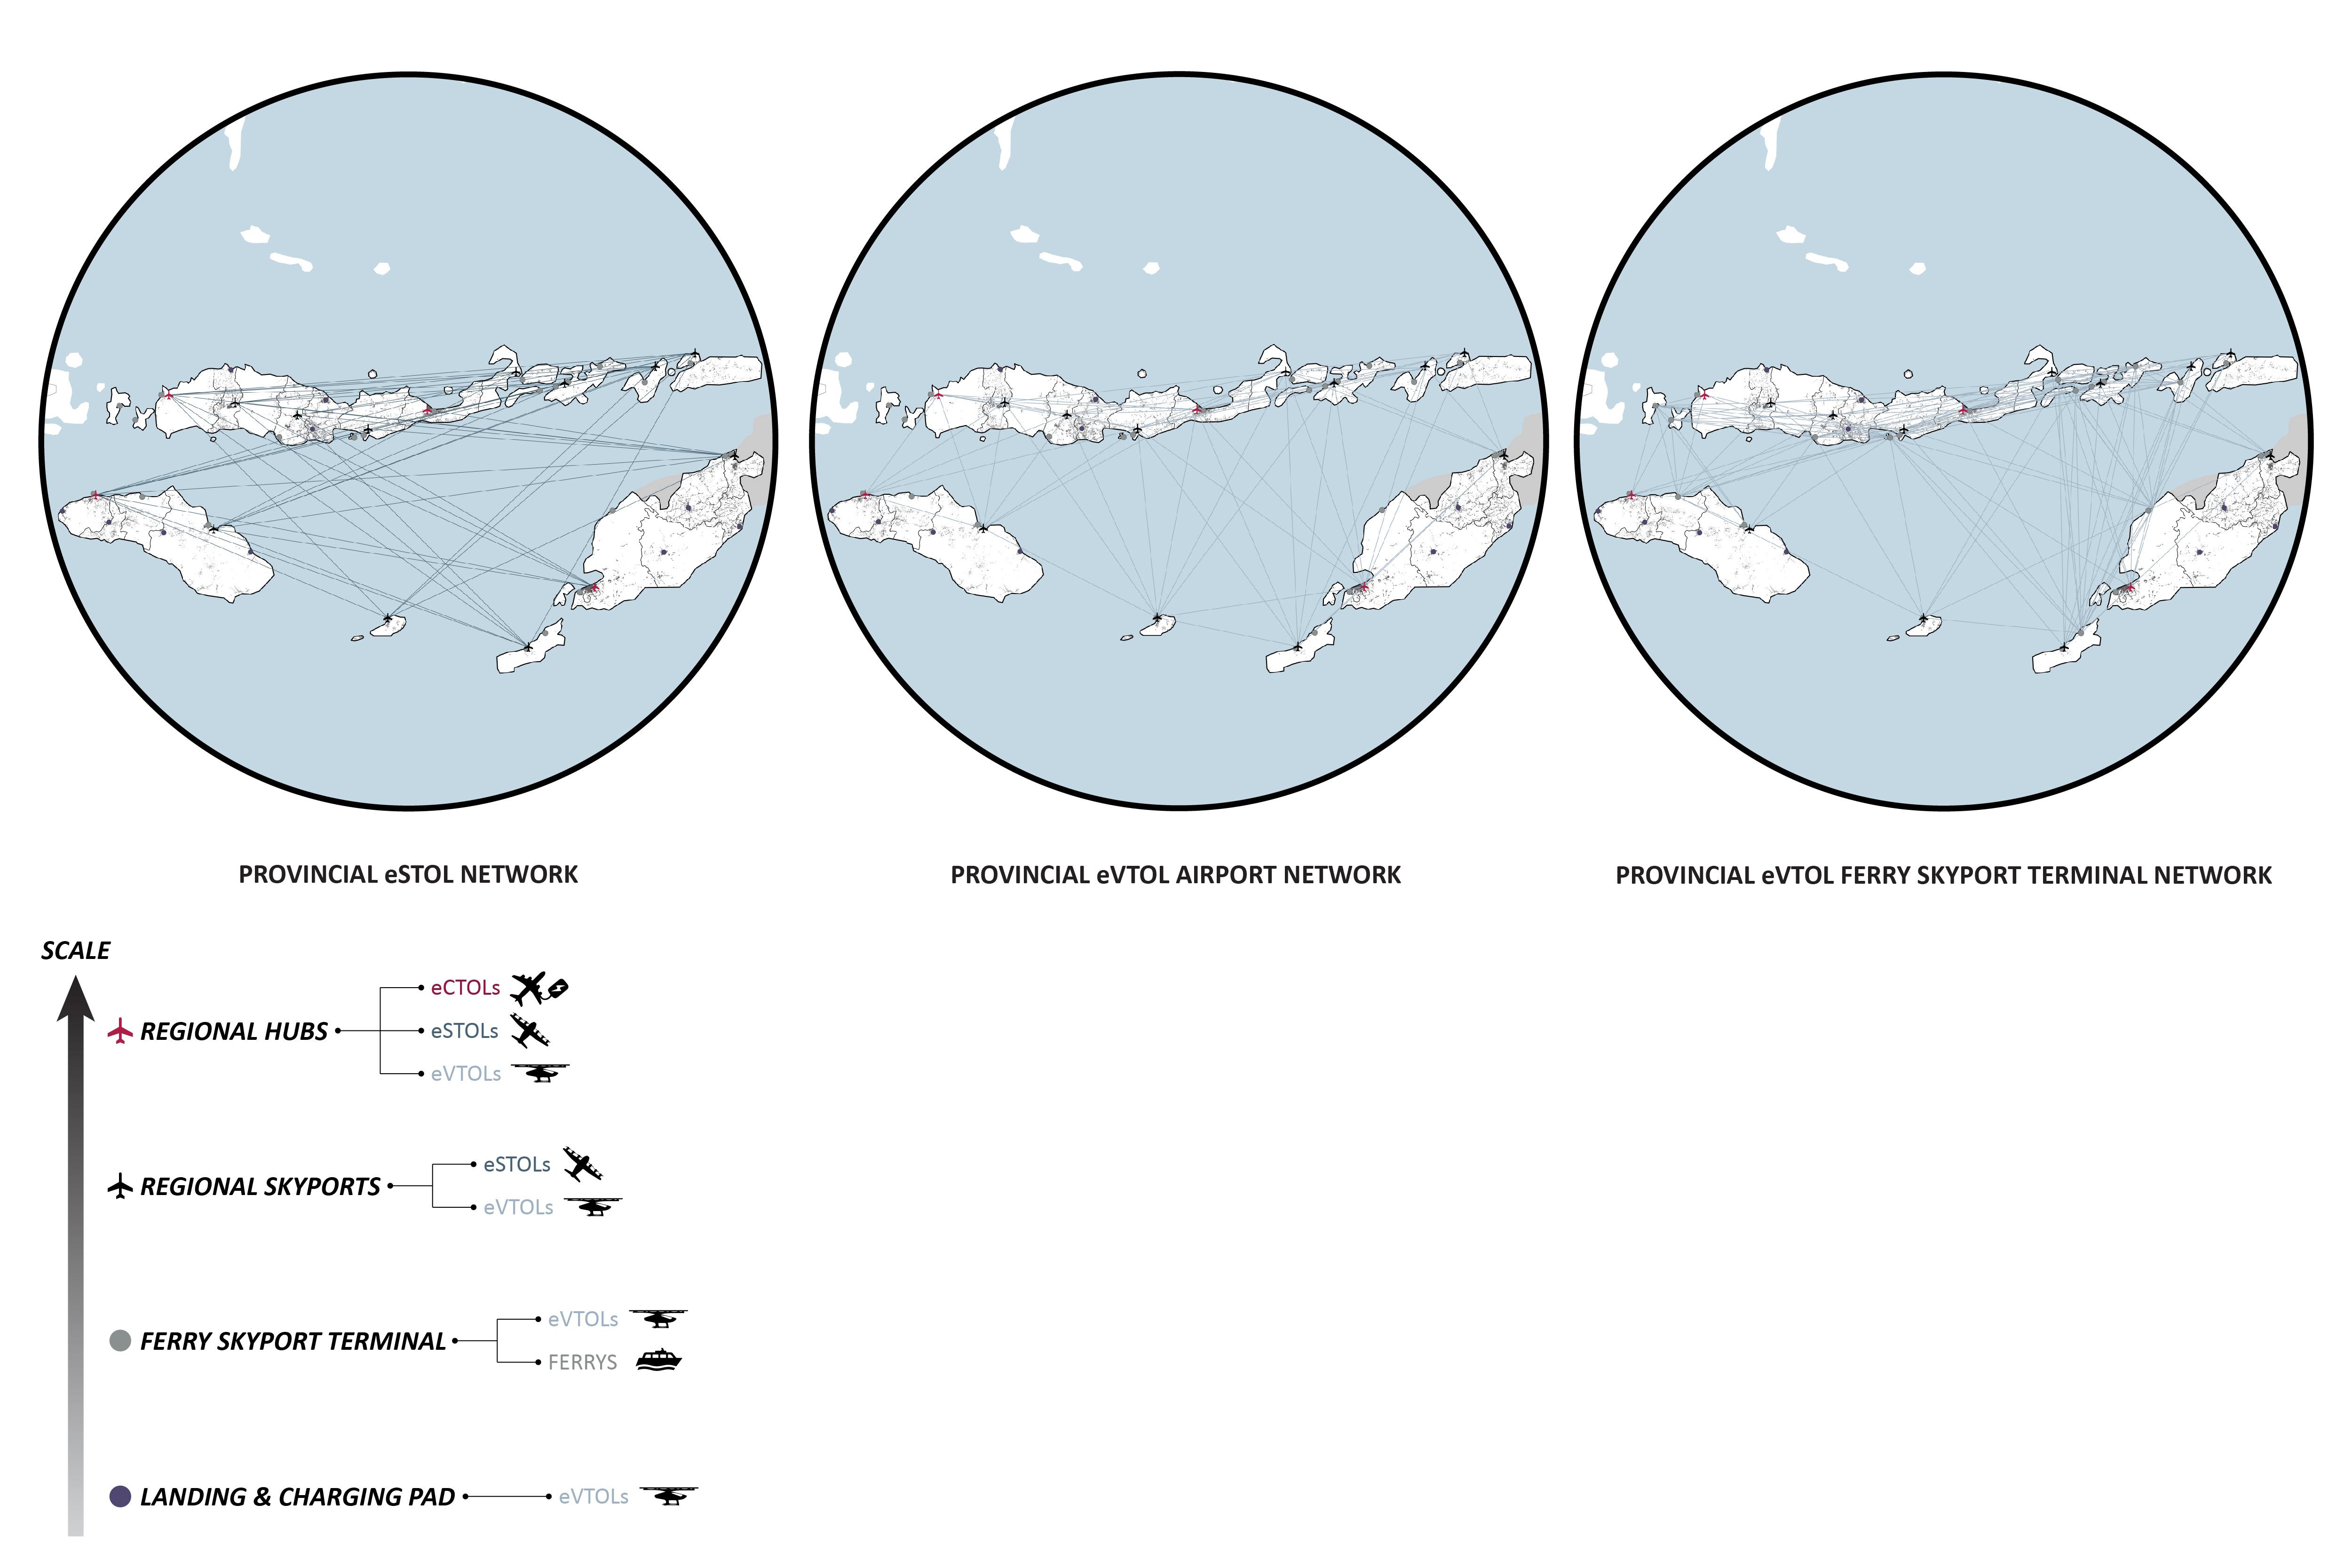 PROVINCIAL eSTOL NETWORK
PROVINCIAL eVTOL AIRPORT NETWORK
PROVINCIAL eVTOL FERRY SKYPORT TERMINAL NETWORK
SCALE
REGIONAL HUBS
eCTOLs
eSTOLs
eVTOLs
REGIONAL SKYPORTS
eSTOLs
eVTOLs
FERRY SKYPORT TERMINAL
eVTOLs
FERRYS
LANDING & CHARGING PAD
eVTOLs